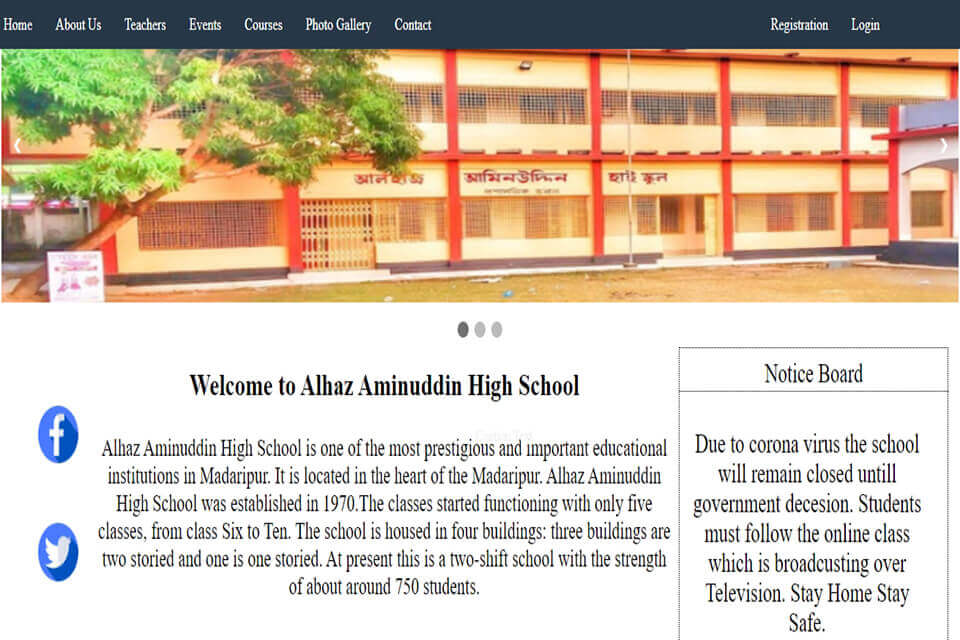 Home About Us Teachers Events Courses Photo Gallery Contact Registration Login
আলহাজ্ব আমিনউদ্দিন হাই স্কুল
Welcome to Alhaz Aminuddin High School
Alhaz Aminuddin High School is one of the most prestigious and important educational
institutions in Madaripur. It is located in the heart of the Madaripur. Alhaz Aminuddin
High School was established in 1970.The classes started functioning with only five
classes, from class Six to Ten. The school is housed in four buildings: three buildings are
two storied and one is one storied. At present this is a two-shift school with the strength
of about around 750 students.
Notice Board
Due to corona virus the school
will remain closed untill
government decesion. Students
must follow the online class
which is broadcusting over
Television. Stay Home Stay
Safe.